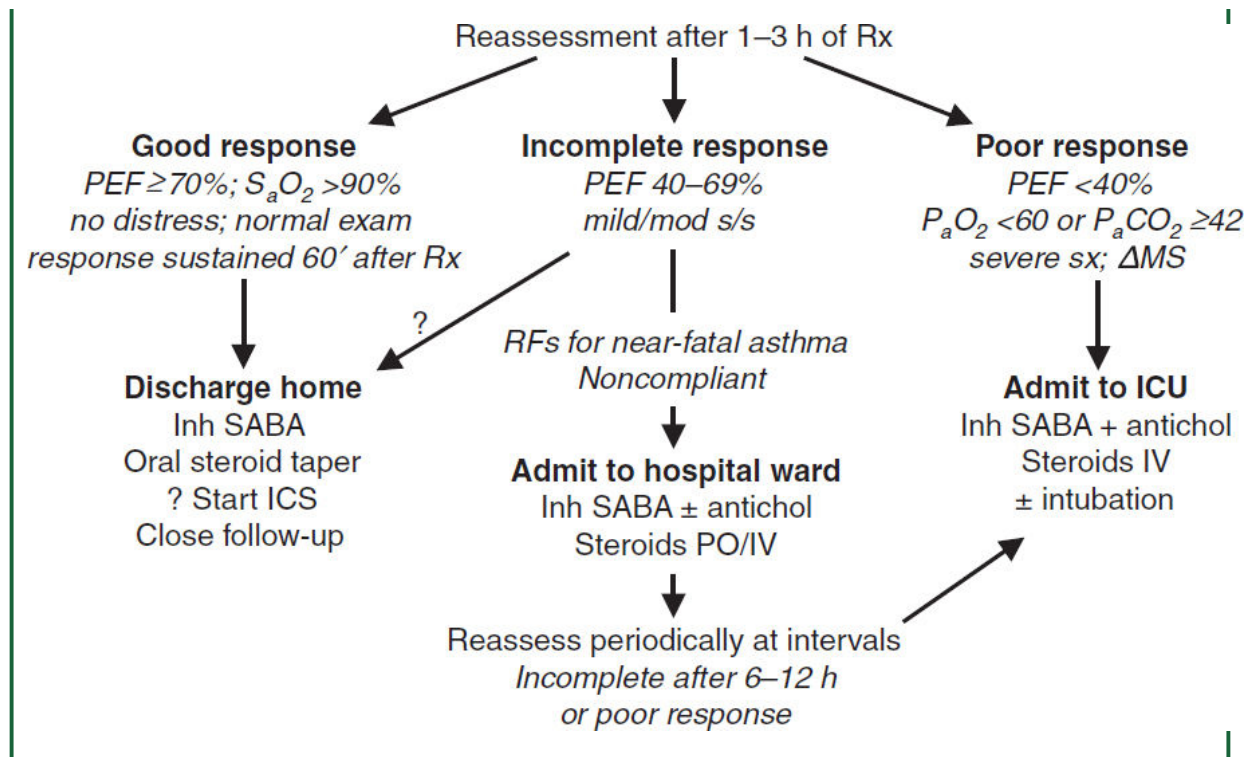 Reassessment after 1–3 h of Rx
Good response
PEF ≥70%; SaO2 >90%
no distress; normal exam
response sustained 60′ after Rx
Incomplete response
PEF 40–69%
mild/mod s/s
Poor response
PEF <40%
PaO2 <60 or PaCO2 ≥42
severe sx; ΔMS
?
RFs for near-fatal asthma
Noncompliant
Discharge home
Inh SABA
Oral steroid taper
? Start ICS
Close follow-up
Admit to hospital ward
Inh SABA ± antichol
Steroids PO/IV
Admit to ICU
Inh SABA + antichol
Steroids IV
± intubation
Reassess periodically at intervals
Incomplete after 6–12 h
or poor response